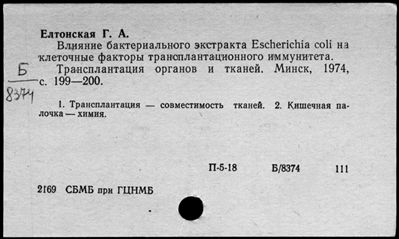 Елтонская Г. А.
Влияние бактериального экстракта Escherichia coli на
клеточные факторы трансплантационного иммунитета.
Трансплантация органов и тканей. Минск, 1974,
с. 199—200.
Б
8374
1. Трансплантация — совместимость тканей. 2. Кишечная па-
лочка — химия.
П-5-18 Б/8374 111
2169 СБМБ при ГЦНМБ